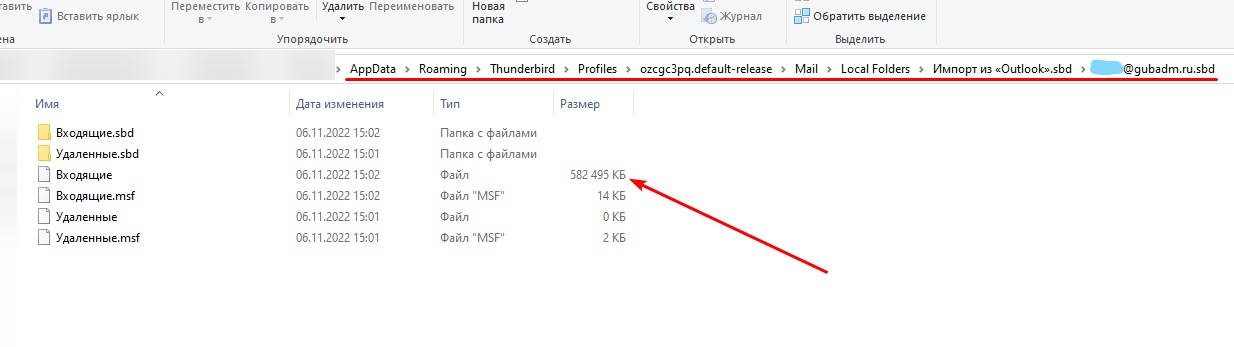 ставить
Вставить ярлык
Переместить в
Копировать в
Удалить
Переименовать
Новая папка
Свойства
Журнал
Обратить выделение
ена
Упорядочить
Создать
Открыть
Выделить
AppData > Roaming > Thunderbird > Profiles > ozcgc3pq.default-release > Mail > Local Folders > Импорт из «Outlook».sbd > @gubadm.ru.sbd
Имя Дата изменения Тип Размер
Входящие.sbd 06.11.2022 15:02 Папка с файлами
Удаленные.sbd 06.11.2022 15:01 Папка с файлами
Входящие 06.11.2022 15:02 Файл 582 495 КБ
Входящие.msf 06.11.2022 15:02 Файл "MSF" 14 КБ
Удаленные 06.11.2022 15:01 Файл 0 КБ
Удаленные.msf 06.11.2022 15:01 Файл "MSF" 2 КБ